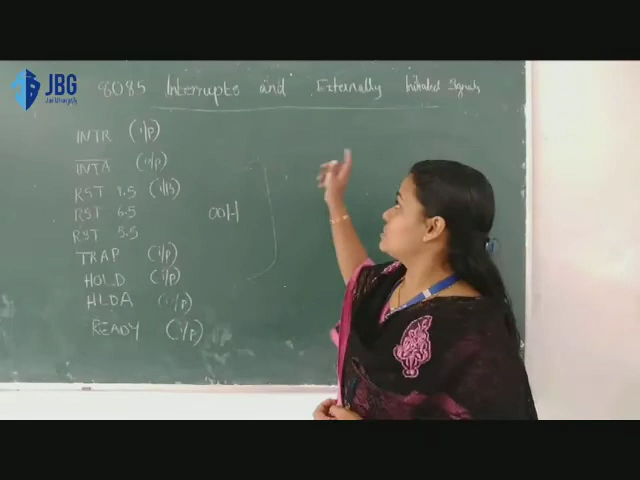 JBG
8085 Interrupts and Externally Initiated Signals
INTR (i/p)
INTA (i/p)
RST 7.5 (i/p)
RST 6.5
RST 5.5
00H
TRAP (i/p)
HOLD (i/p)
HLDA (i/p)
READY (i/p)